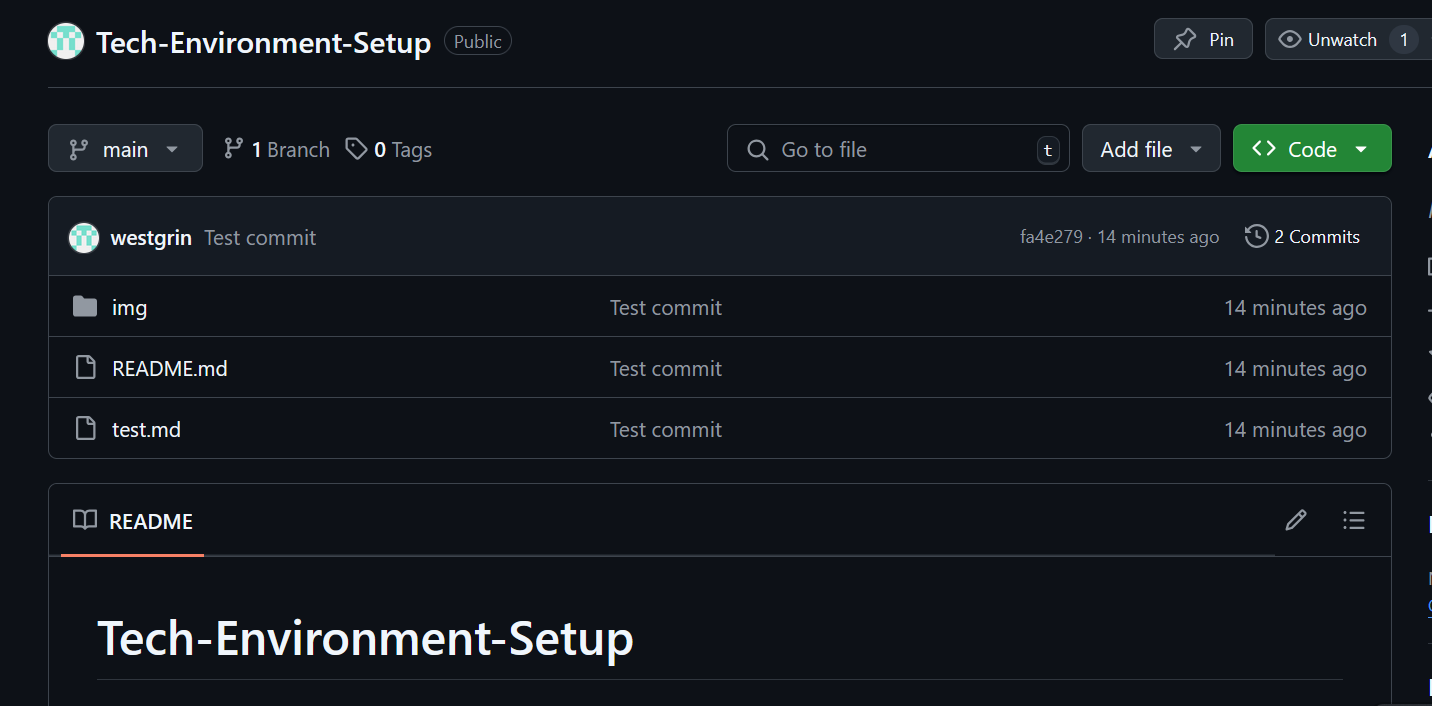 Tech-Environment-Setup Public Pin Unwatch 1
main 1 Branch 0 Tags Go to file t Add file Code
westgrin Test commit fa4e279 · 14 minutes ago 2 Commits
img Test commit 14 minutes ago
README.md Test commit 14 minutes ago
test.md Test commit 14 minutes ago
README
Tech-Environment-Setup